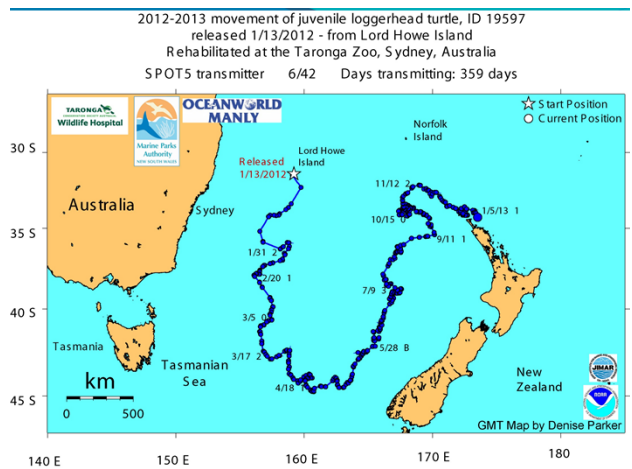 2012-2013 movement of juvenile loggerhead turtle, ID 19597
released 1/13/2012 - from Lord Howe Island
Rehabilitated at the Taronga Zoo, Sydney, Australia
SPOT5 transmitter 6/42 Days transmitting: 359 days
TARONGA
Wildlife Hospital
Marine Parks
Authority
NEW SOUTH WALES
OCEANWORLD
MANLY
Start Position
Current Position
Norfolk
Island
Lord Howe
Island
Released
1/13/2012
30 S
35 S
40 S
45 S
Australia
Sydney
11/12 2
10/15 0
1/5/13 1
9/11 1
1/31 2
2/20 1
7/9 3
3/5 0
3/17 2
5/28 B
4/18 1
Tasmania
Tasmanian
Sea
km
0 500
New
Zealand
JIMAR
NOAA
GMT Map by Denise Parker
140 E 150 E 160 E 170 E 180